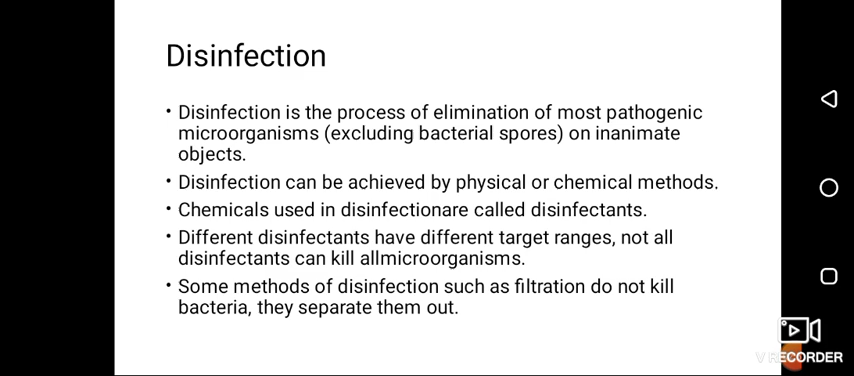 Disinfection
• Disinfection is the process of elimination of most pathogenic
microorganisms (excluding bacterial spores) on inanimate
objects.
• Disinfection can be achieved by physical or chemical methods.
• Chemicals used in disinfectionare called disinfectants.
• Different disinfectants have different target ranges, not all
disinfectants can kill allmicroorganisms.
• Some methods of disinfection such as filtration do not kill
bacteria, they separate them out.
V RECORDER